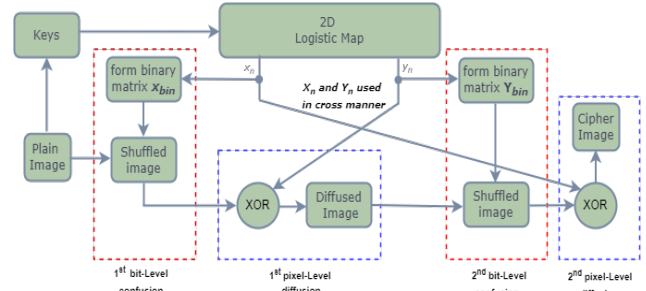 Keys
2D
Logistic Map
xn
yn
form binary
matrix xbin
Xn and Yn used
in cross manner
form binary
matrix Ybin
Cipher
Image
Plain
Image
Shuffled
image
XOR
Diffused
Image
Shuffled
image
XOR
1st bit-Level
1st pixel-Level
2nd bit-Level
2nd pixel-Level